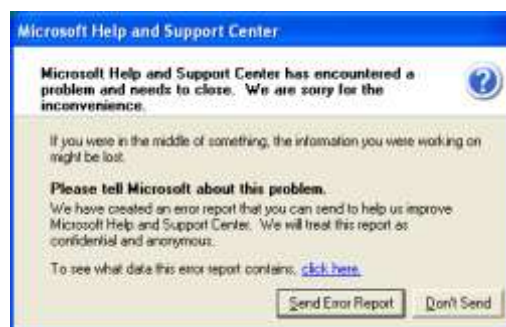 Microsoft Help and Support Center
Microsoft Help and Support Center has encountered a
problem and needs to close. We are sorry for the
inconvenience.
If you were in the middle of something, the information you were working on
might be lost.
Please tell Microsoft about this problem.
We have created an error report that you can send to help us improve
Microsoft Help and Support Center. We will treat this report as
confidential and anonymous.
To see what data this error report contains, click here.
Send Error Report Don't Send